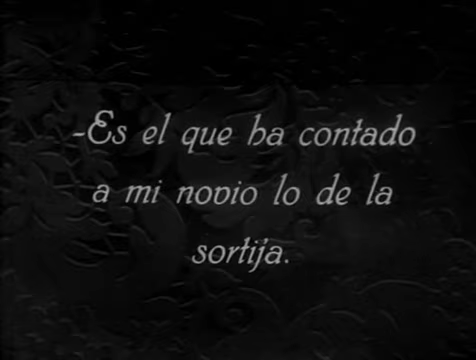 -Es el que ha contado
a mi novio lo de la
sortija.